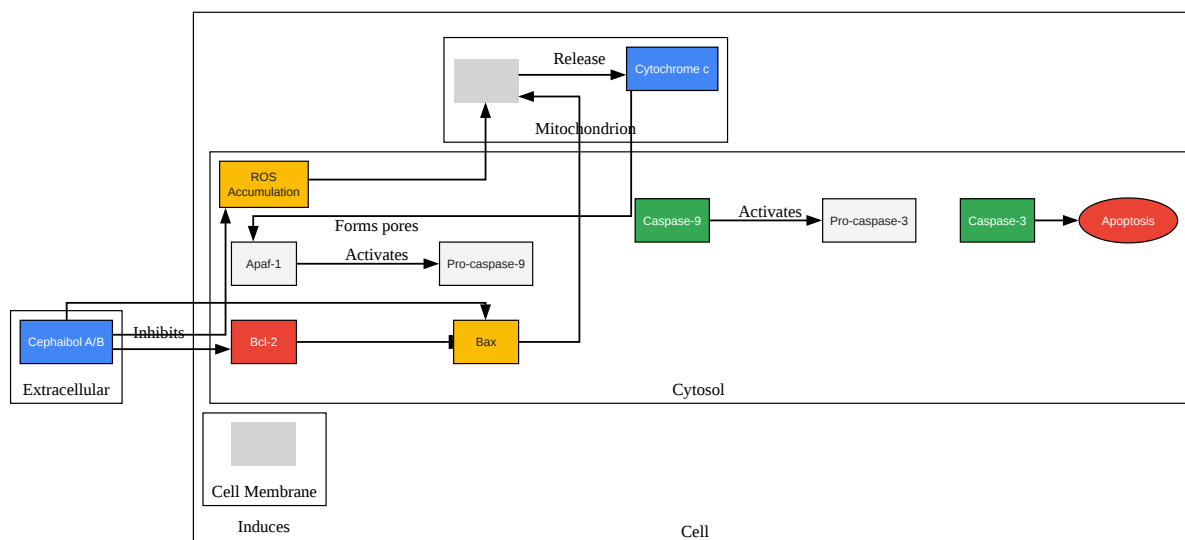 Release
Cytochrome c
Mitochondrion
ROS
Accumulation
Caspase-9
Activates
Pro-caspase-3
Caspase-3
Apoptosis
Forms pores
Apaf-1
Activates
Pro-caspase-9
Cephaibol A/B
Inhibits
Bcl-2
Bax
Extracellular
Cytosol
Cell Membrane
Induces
Cell